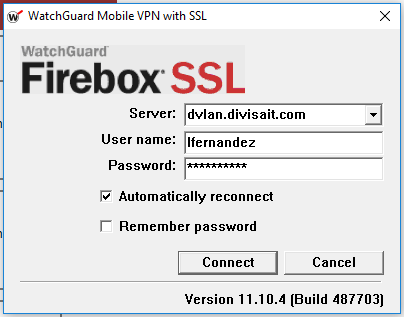 WatchGuard Mobile VPN with SSL
WatchGuard
Firebox SSL
Server: dvlan.divisait.com
User name: lfernandez
Password: **********
Automatically reconnect
Remember password
Connect Cancel
Version 11.10.4 (Build 487703)